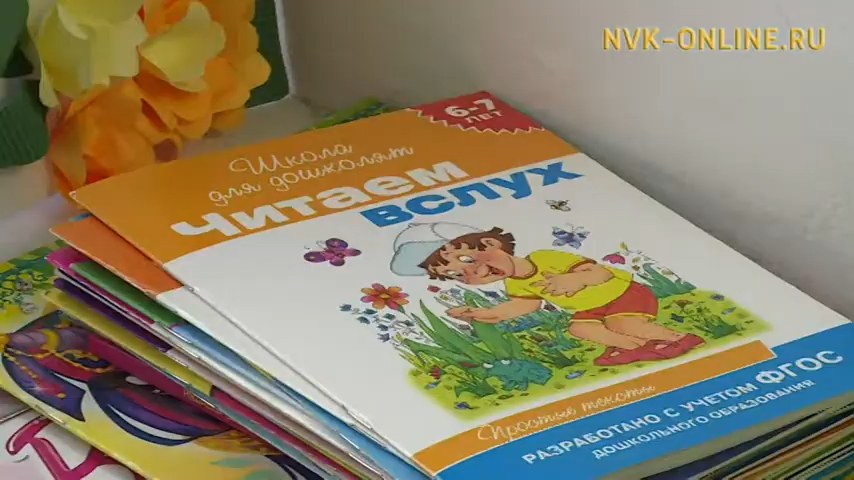 NVK-ONLINE.RU
6-7
ЛЕТ
Школа
для дошколят
Читаем
вслух
Простые тексты
РАЗРАБОТАНО С УЧЕТОМ ФГОС
ДОШКОЛЬНОГО ОБРАЗОВАНИЯ